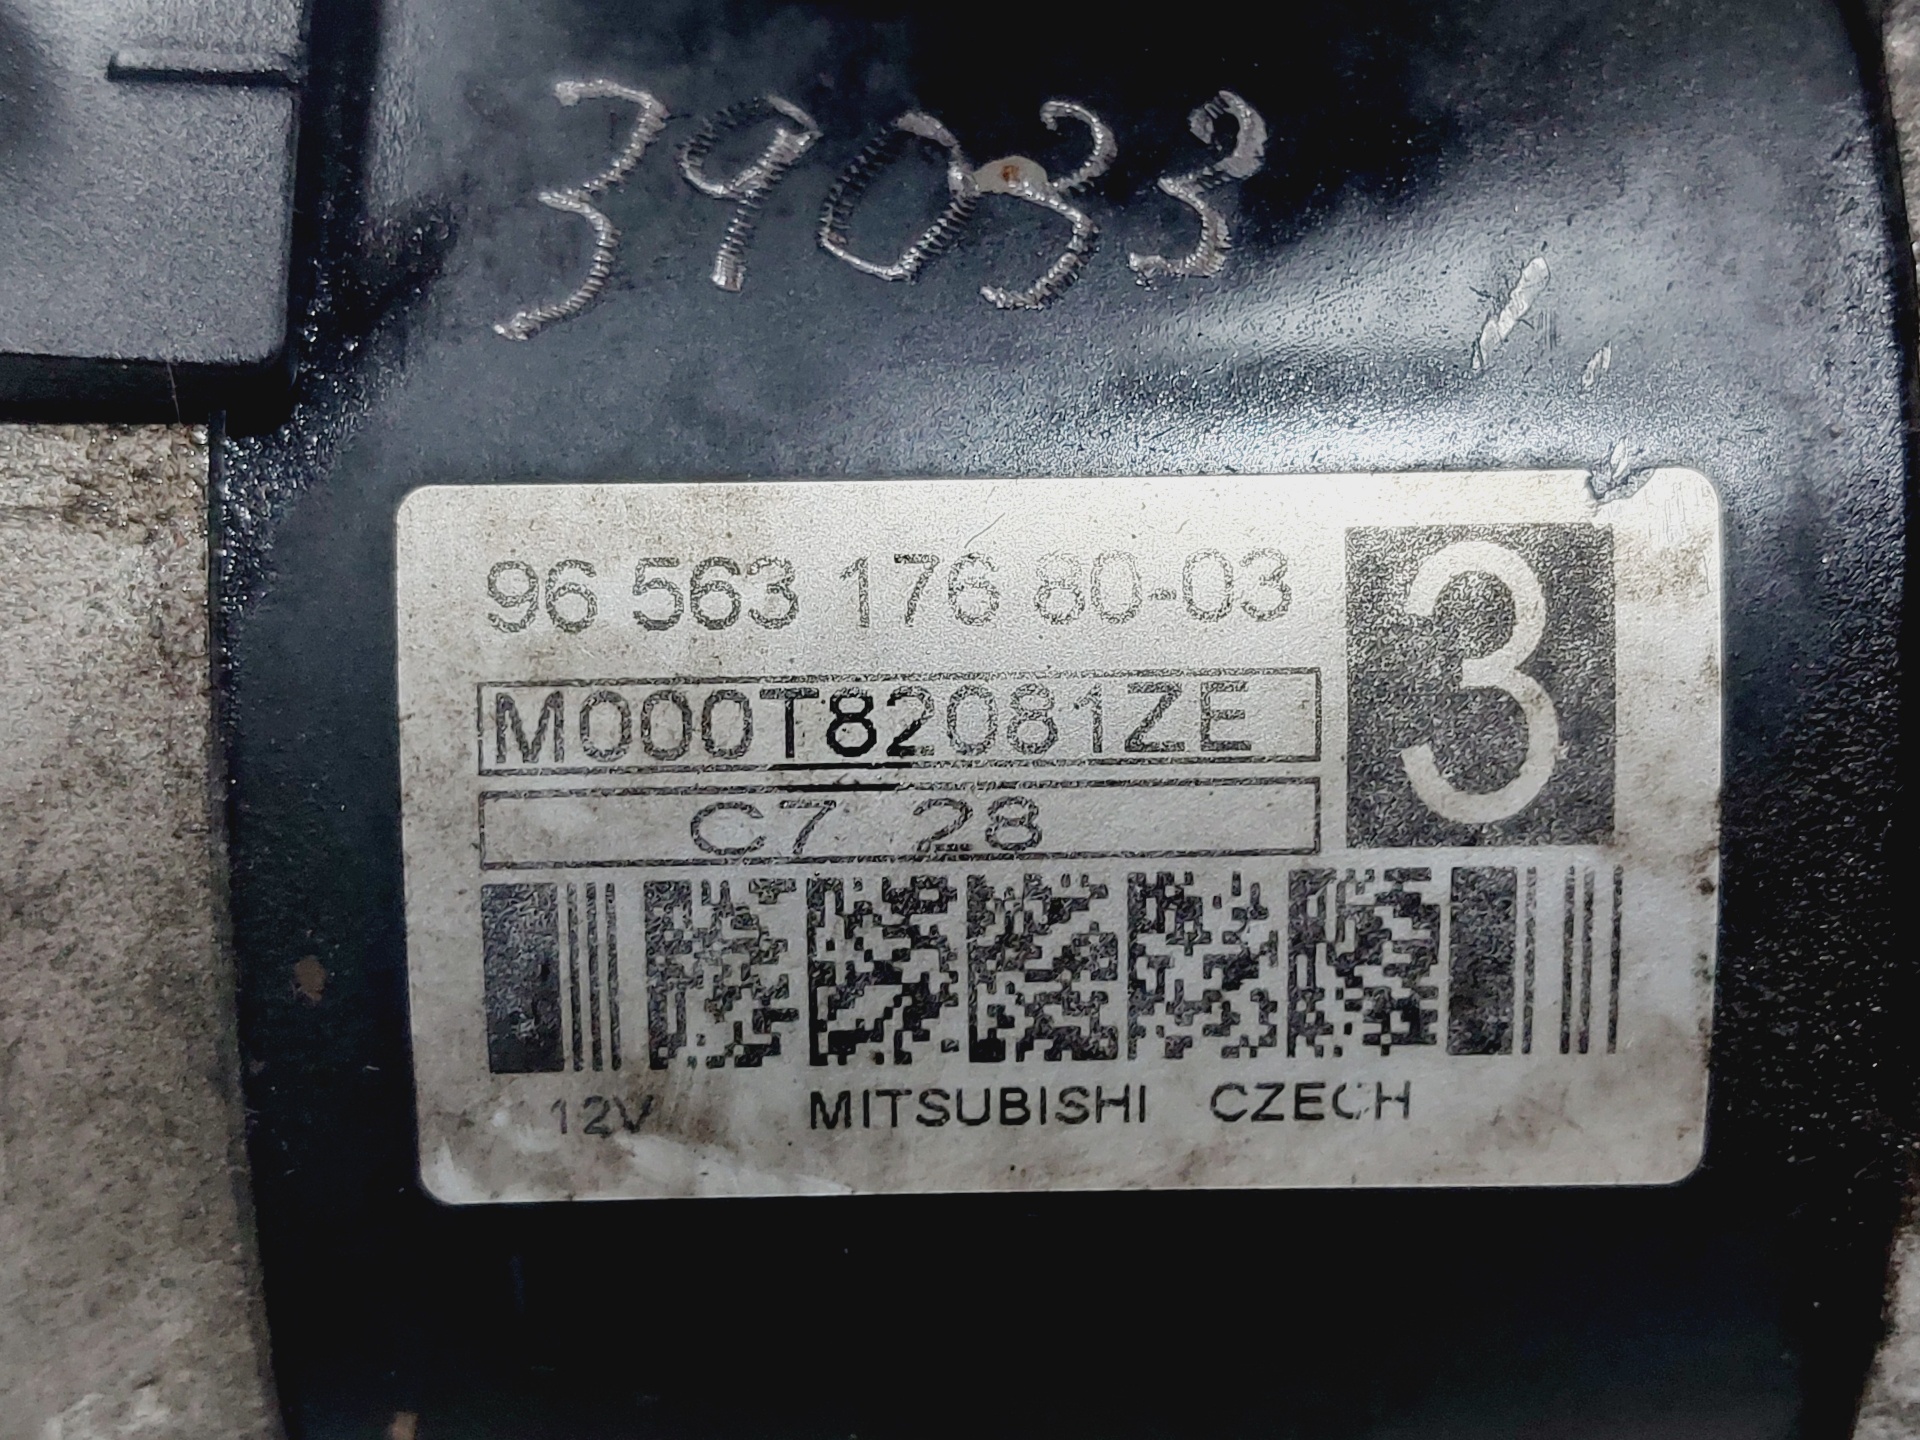 39033
96 563 176 80-03
3
M000T82081ZE
C7 28
12V MITSUBISHI CZECH